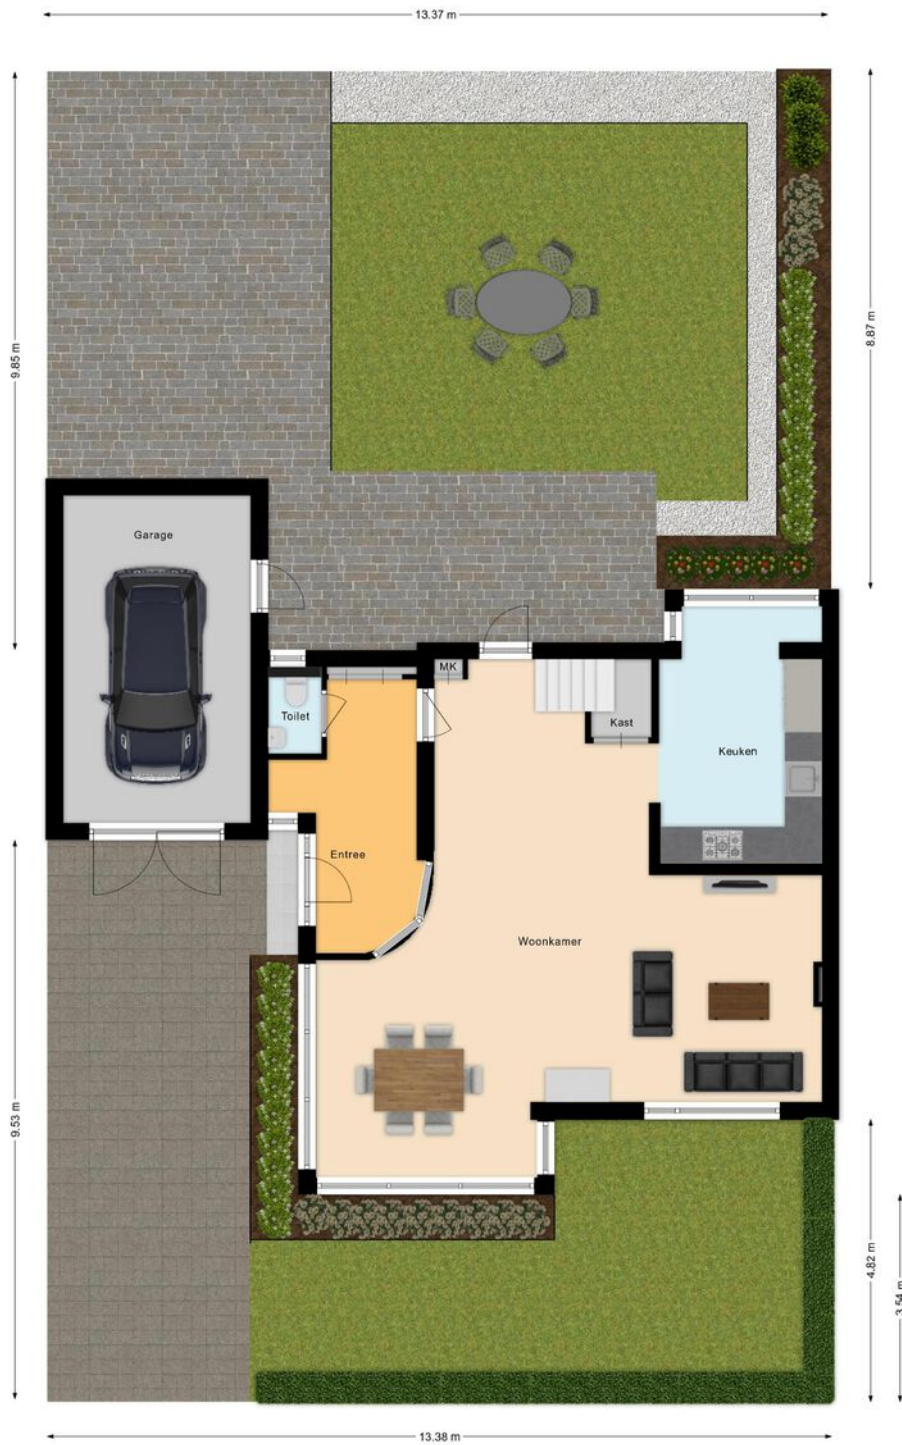 13.37 m
9.85 m
8.87 m
Garage
MK
Toilet
Kast
Keuken
Entree
Woonkamer
9.53 m
4.82 m
3.54 m
13.38 m